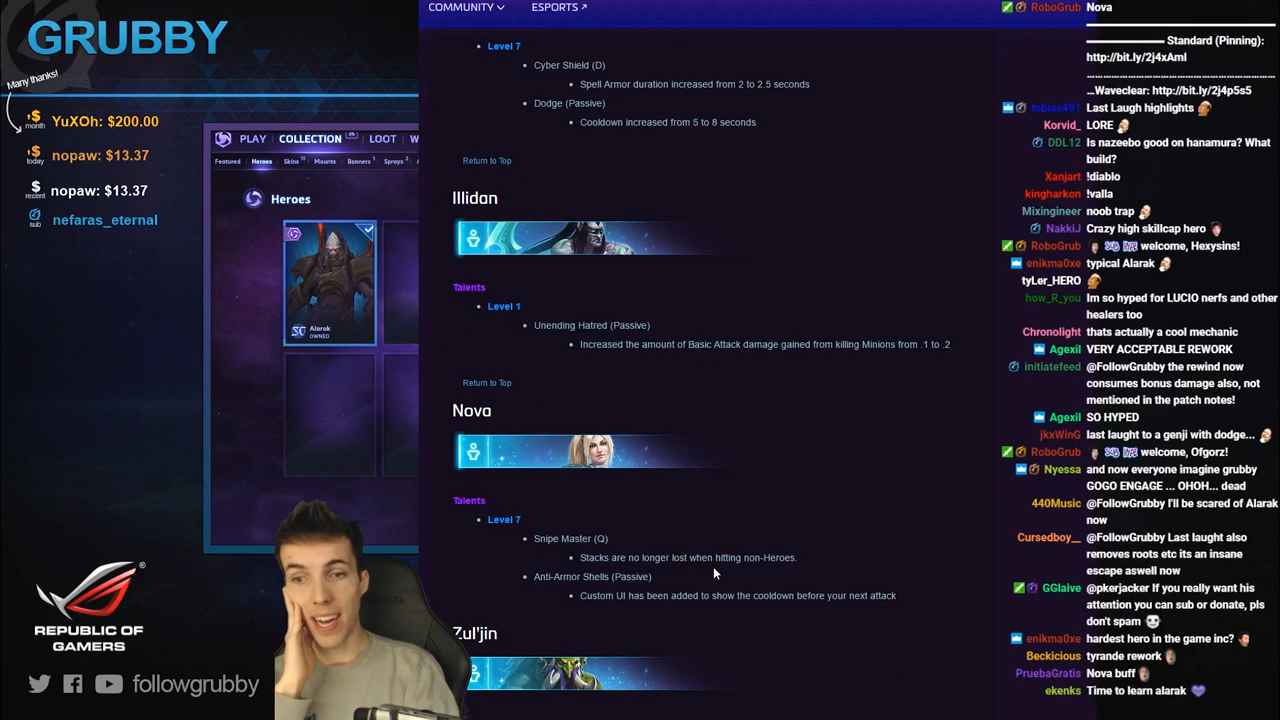 GRUBBY
Many thanks!
$ month YuXOh: $200.00
$ today nopaw: $13.37
$ recent nopaw: $13.37
sub nefaras_eternal
PLAY COLLECTION 35 LOOT W
Featured Heroes Skins 11 Mounts Banners 1 Sprays 2
Heroes
Alarak
OWNED
REPUBLIC OF
GAMERS
followgrubby
COMMUNITY ESPORTS
Level 7
Cyber Shield (D)
Spell Armor duration increased from 2 to 2.5 seconds
Dodge (Passive)
Cooldown increased from 5 to 8 seconds
Return to Top
Illidan
Talents
Level 1
Unending Hatred (Passive)
Increased the amount of Basic Attack damage gained from killing Minions from .1 to .2
Return to Top
Nova
Talents
Level 7
Snipe Master (Q)
Stacks are no longer lost when hitting non-Heroes.
Anti-Armor Shells (Passive)
Custom UI has been added to show the cooldown before your next attack
Zul'jin
RoboGrub Nova
Standard (Pinning):
http://bit.ly/2j4xAmI
...Waveclear: http://bit.ly/2j4p5s5
tobias491 Last Laugh highlights
Korvid_ LORE
DDL12 Is nazeebo good on hanamura? What
build?
Xanjart !diablo
kingharkon !valla
Mixingineer noob trap
NakkiJ Crazy high skillcap hero
RoboGrub welcome, Hexysins!
enikma0xe typical Alarak
tyLer_HERO
how_R_you Im so hyped for LUCIO nerfs and other
healers too
Chronolight thats actually a cool mechanic
Agexil VERY ACCEPTABLE REWORK
initiatefeed @FollowGrubby the rewind now
consumes bonus damage also, not
mentioned in the patch notes!
Agexil SO HYPED
jkxWinG last laught to a genji with dodge...
RoboGrub welcome, Ofgorz!
Nyessa and now everyone imagine grubby
GOGO ENGAGE ... OHOH... dead
440Music @FollowGrubby I'll be scared of Alarak
now
Cursedboy__ @FollowGrubby Last laught also
removes roots etc its an insane
escape aswell now
GGlaive @pkerjacker If you really want his
attention you can sub or donate, pls
don't spam
enikma0xe hardest hero in the game inc?
Beckicious tyrande rework
PruebaGratis Nova buff
ekenks Time to learn alarak